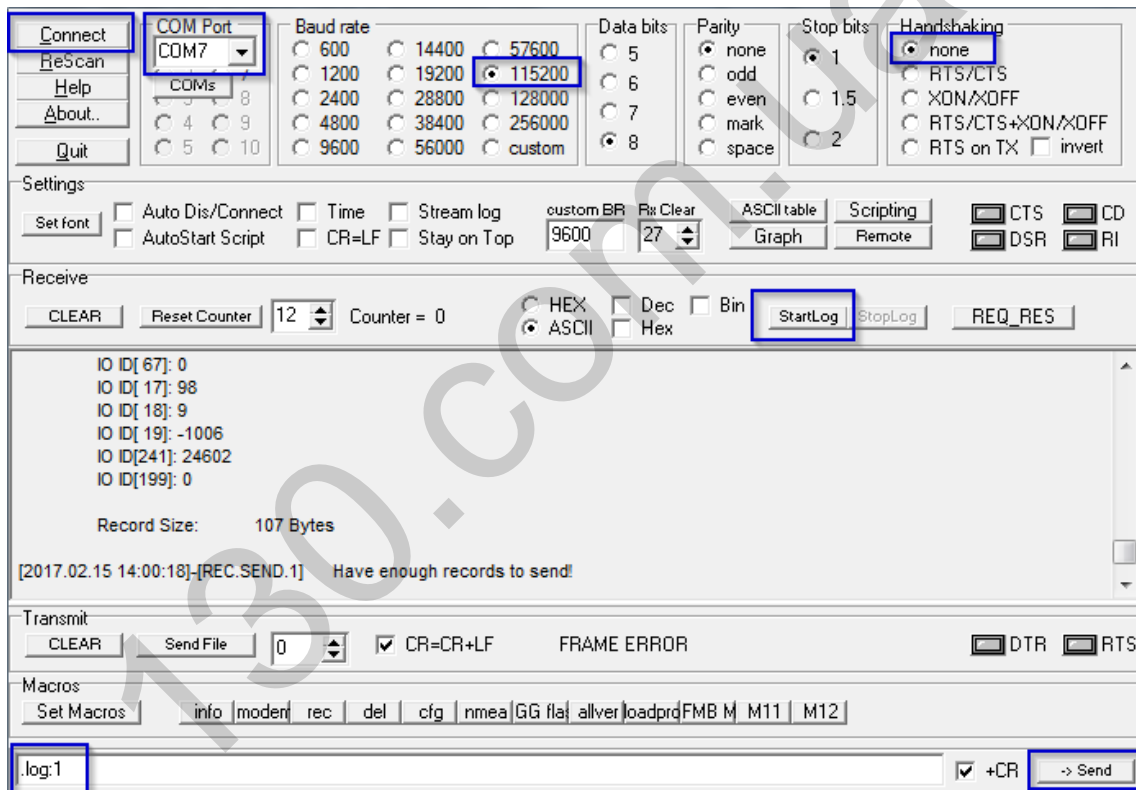 Connect
ReScan
Help
About..
Quit
COM Port
COM7
COMs
8
4 9
5 10
Baud rate
600 14400 57600
1200 19200 115200
2400 28800 128000
4800 38400 256000
9600 56000 custom
Data bits
5
6
7
8
Parity
none
odd
even
mark
space
Stop bits
1
1.5
2
Handshaking
none
RTS/CTS
XON/XOFF
RTS/CTS+XON/XOFF
RTS on TX invert
Settings
Set font
Auto Dis/Connect Time Stream log
AutoStart Script CR=LF Stay on Top
custom BR Rx Clear
9600 27
ASCII table Scripting
Graph Remote
CTS CD
DSR RI
Receive
CLEAR Reset Counter 12 Counter = 0
HEX Dec Bin
ASCII Hex
StartLog StopLog REQ_RES
IO ID[ 67]: 0
IO ID[ 17]: 98
IO ID[ 18]: 9
IO ID[ 19]: -1006
IO ID[241]: 24602
IO ID[199]: 0
Record Size: 107 Bytes
[2017.02.15 14:00:18]-[REC.SEND.1] Have enough records to send!
Transmit
CLEAR Send File 0 CR=CR+LF FRAME ERROR DTR RTS
Macros
Set Macros info modem rec del cfg nmea GG flas allver loadpro FMB M M11 M12
.log:1 +CR -> Send
130.com.ua